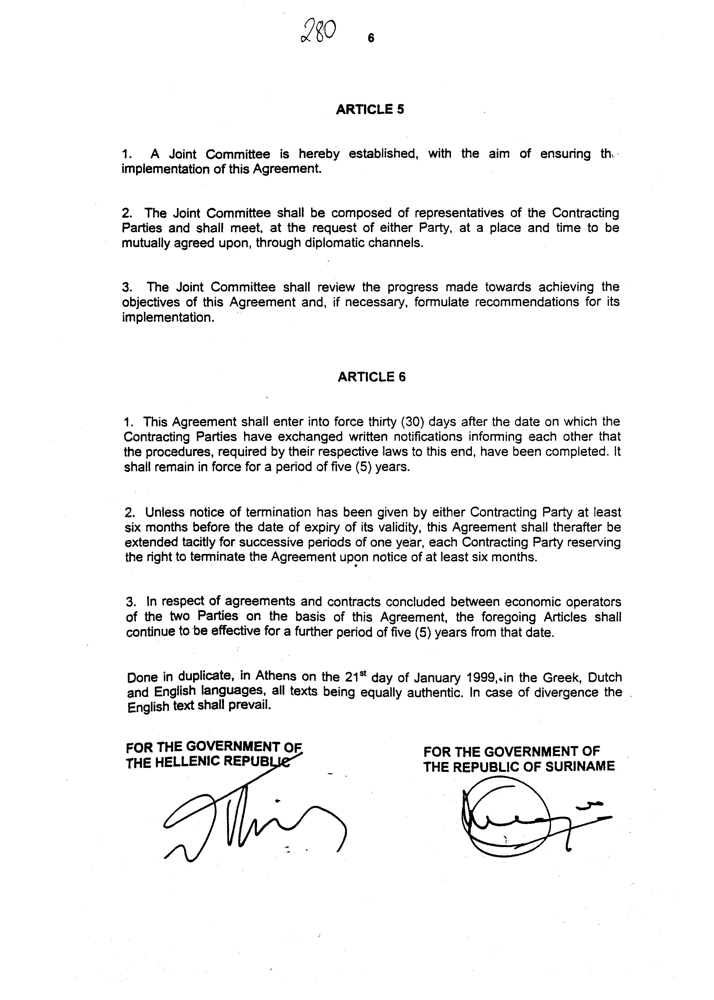 280 6
ARTICLE 5
1. A Joint Committee is hereby established, with the aim of ensuring th
implementation of this Agreement.
2. The Joint Committee shall be composed of representatives of the Contracting
Parties and shall meet, at the request of either Party, at a place and time to be
mutually agreed upon, through diplomatic channels.
3. The Joint Committee shall review the progress made towards achieving the
objectives of this Agreement and, if necessary, formulate recommendations for its
implementation.
ARTICLE 6
1. This Agreement shall enter into force thirty (30) days after the date on which the
Contracting Parties have exchanged written notifications informing each other that
the procedures, required by their respective laws to this end, have been completed. It
shall remain in force for a period of five (5) years.
2. Unless notice of termination has been given by either Contracting Party at least
six months before the date of expiry of its validity, this Agreement shall therafter be
extended tacitly for successive periods of one year, each Contracting Party reserving
the right to terminate the Agreement upon notice of at least six months.
3. In respect of agreements and contracts concluded between economic operators
of the two Parties on the basis of this Agreement, the foregoing Articles shall
continue to be effective for a further period of five (5) years from that date.
Done in duplicate, in Athens on the 21st day of January 1999, in the Greek, Dutch
and English languages, all texts being equally authentic. In case of divergence the
English text shall prevail.
FOR THE GOVERNMENT OF
THE HELLENIC REPUBLIC
FOR THE GOVERNMENT OF
THE REPUBLIC OF SURINAME